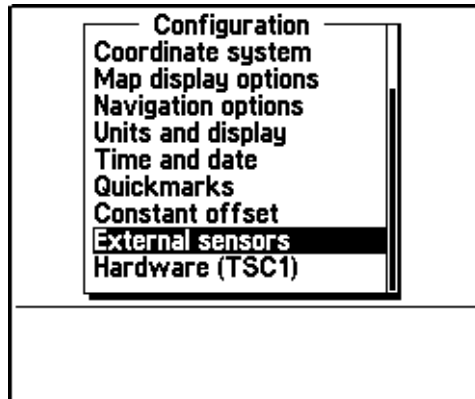 Configuration
Coordinate system
Map display options
Navigation options
Units and display
Time and date
Quickmarks
Constant offset
External sensors
Hardware (TSC1)